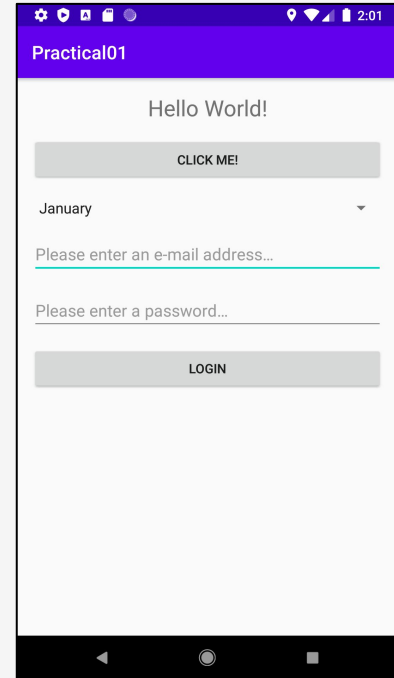 2:01
Practical01
Hello World!
CLICK ME!
January
Please enter an e-mail address...
Please enter a password...
LOGIN